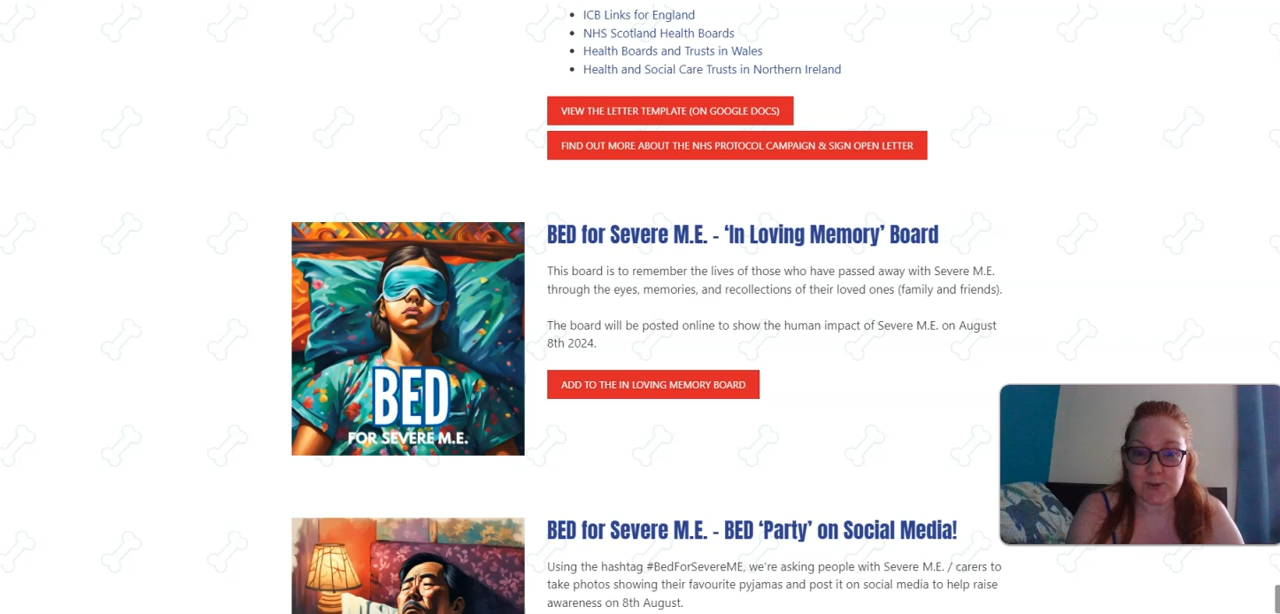 ICB Links for England
NHS Scotland Health Boards
Health Boards and Trusts in Wales
Health and Social Care Trusts in Northern Ireland
VIEW THE LETTER TEMPLATE (ON GOOGLE DOCS)
FIND OUT MORE ABOUT THE NHS PROTOCOL CAMPAIGN & SIGN OPEN LETTER
BED
FOR SEVERE M.E.
BED for Severe M.E. - ‘In Loving Memory’ Board
This board is to remember the lives of those who have passed away with Severe M.E.
through the eyes, memories, and recollections of their loved ones (family and friends).
The board will be posted online to show the human impact of Severe M.E. on August
8th 2024.
ADD TO THE IN LOVING MEMORY BOARD
BED for Severe M.E. - BED ‘Party’ on Social Media!
Using the hashtag #BedForSevereME, we're asking people with Severe M.E. / carers to
take photos showing their favourite pyjamas and post it on social media to help raise
awareness on 8th August.